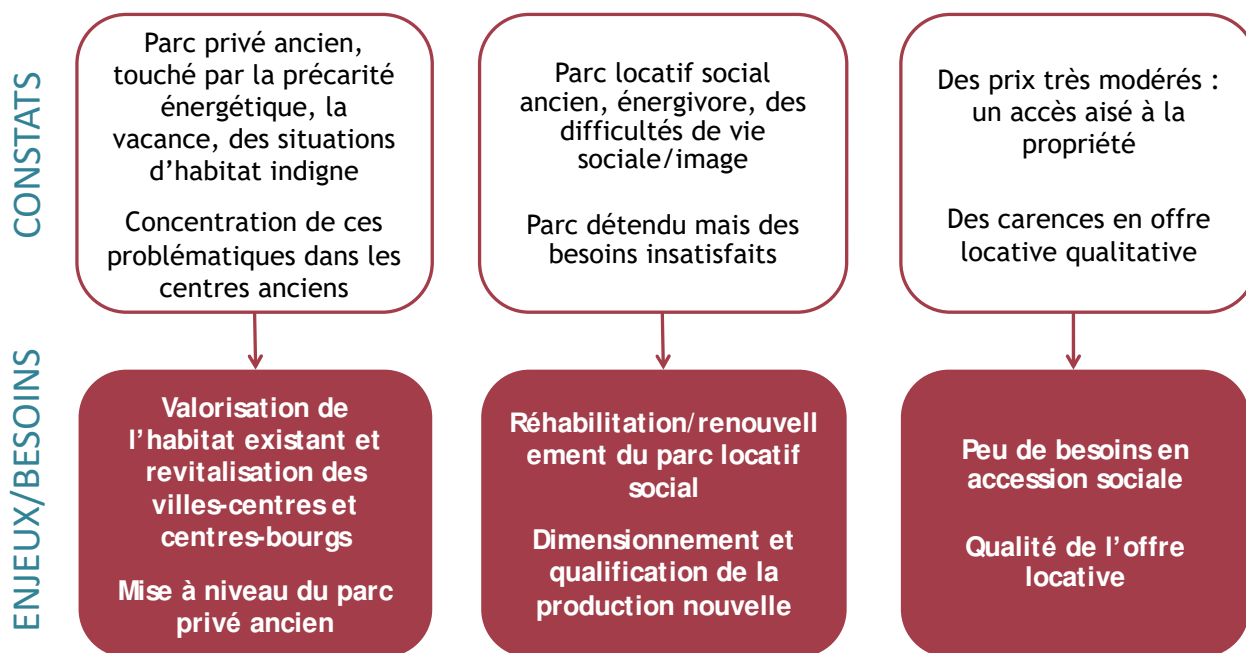 CONSTATS
Parc privé ancien,
touché par la précarité
énergétique, la
vacance, des situations
d’habitat indigne
Concentration de ces
problématiques dans les
centres anciens
Parc locatif social
ancien, énergivore, des
difficultés de vie
sociale/image
Parc détendu mais des
besoins insatisfaits
Des prix très modérés :
un accès aisé à la
propriété
Des carences en offre
locative qualitative
ENJEUX/BESOINS
Valorisation de
l’habitat existant et
revitalisation des
villes-centres et
centres-bourgs
Mise à niveau du parc
privé ancien
Réhabilitation/renouvell
ement du parc locatif
social
Dimensionnement et
qualification de la
production nouvelle
Peu de besoins en
accession sociale
Qualité de l’offre
locative